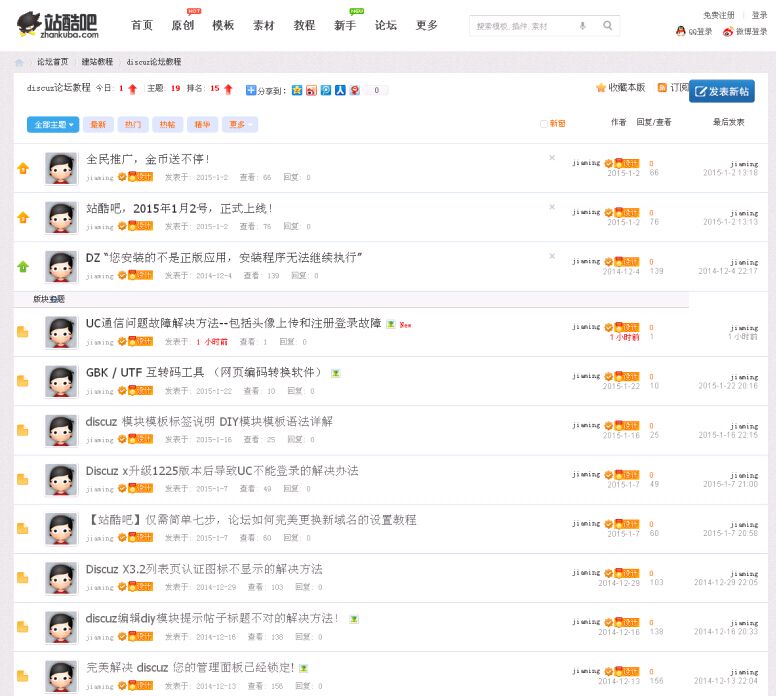 站酷吧
zhankuba.com
首页 原创 HOT 模板 素材 教程 新手 NEW 论坛 更多
搜索模板,插件,素材
免费注册 | 登录
QQ登录 微博登录
论坛首页 建站教程 discuz论坛教程
discuz论坛教程 今日: 1 主题: 19 排名: 15 分享到: 0
收藏本版 订阅 发表新帖
全部主题 最新 热门 热帖 精华 更多 新窗 作者 回复/查看 最后发表
全民推广，金币送不停!
jiaming 设计 发表于: 2015-1-2 查看: 66 回复: 0
jiaming 设计 0 jiaming
2015-1-2 66 2015-1-2 13:18
站酷吧，2015年1月2号，正式上线!
jiaming 设计 发表于: 2015-1-2 查看: 76 回复: 0
jiaming 设计 0 jiaming
2015-1-2 76 2015-1-2 13:13
DZ “您安装的不是正版应用，安装程序无法继续执行”
jiaming 设计 发表于: 2014-12-4 查看: 139 回复: 0
jiaming 设计 0 jiaming
2014-12-4 139 2014-12-4 22:17
版块主题
UC通信问题故障解决方法--包括头像上传和注册登录故障 New
jiaming 设计 发表于: 1 小时前 查看: 1 回复: 0
jiaming 设计 0 jiaming
1 小时前 1 1 小时前
GBK / UTF 互转码工具 （网页编码转换软件）
jiaming 设计 发表于: 2015-1-22 查看: 10 回复: 0
jiaming 设计 0 jiaming
2015-1-22 10 2015-1-22 20:16
discuz 模块模板标签说明 DIY模块模板语法详解
jiaming 设计 发表于: 2015-1-16 查看: 25 回复: 0
jiaming 设计 0 jiaming
2015-1-16 25 2015-1-16 22:15
Discuz x升级1225版本后导致UC不能登录的解决办法
jiaming 设计 发表于: 2015-1-7 查看: 49 回复: 0
jiaming 设计 0 jiaming
2015-1-7 49 2015-1-7 21:00
【站酷吧】仅需简单七步，论坛如何完美更换新域名的设置教程
jiaming 设计 发表于: 2015-1-7 查看: 60 回复: 0
jiaming 设计 0 jiaming
2015-1-7 60 2015-1-7 20:58
Discuz X3.2列表页认证图标不显示的解决方法
jiaming 设计 发表于: 2014-12-29 查看: 103 回复: 0
jiaming 设计 0 jiaming
2014-12-29 103 2014-12-29 22:05
discuz编辑diy模块提示帖子标题不对的解决方法!
jiaming 设计 发表于: 2014-12-16 查看: 138 回复: 0
jiaming 设计 0 jiaming
2014-12-16 138 2014-12-16 20:33
完美解决 discuz 您的管理面板已经锁定!
jiaming 设计 发表于: 2014-12-13 查看: 156 回复: 0
jiaming 设计 0 jiaming
2014-12-13 156 2014-12-13 22:04